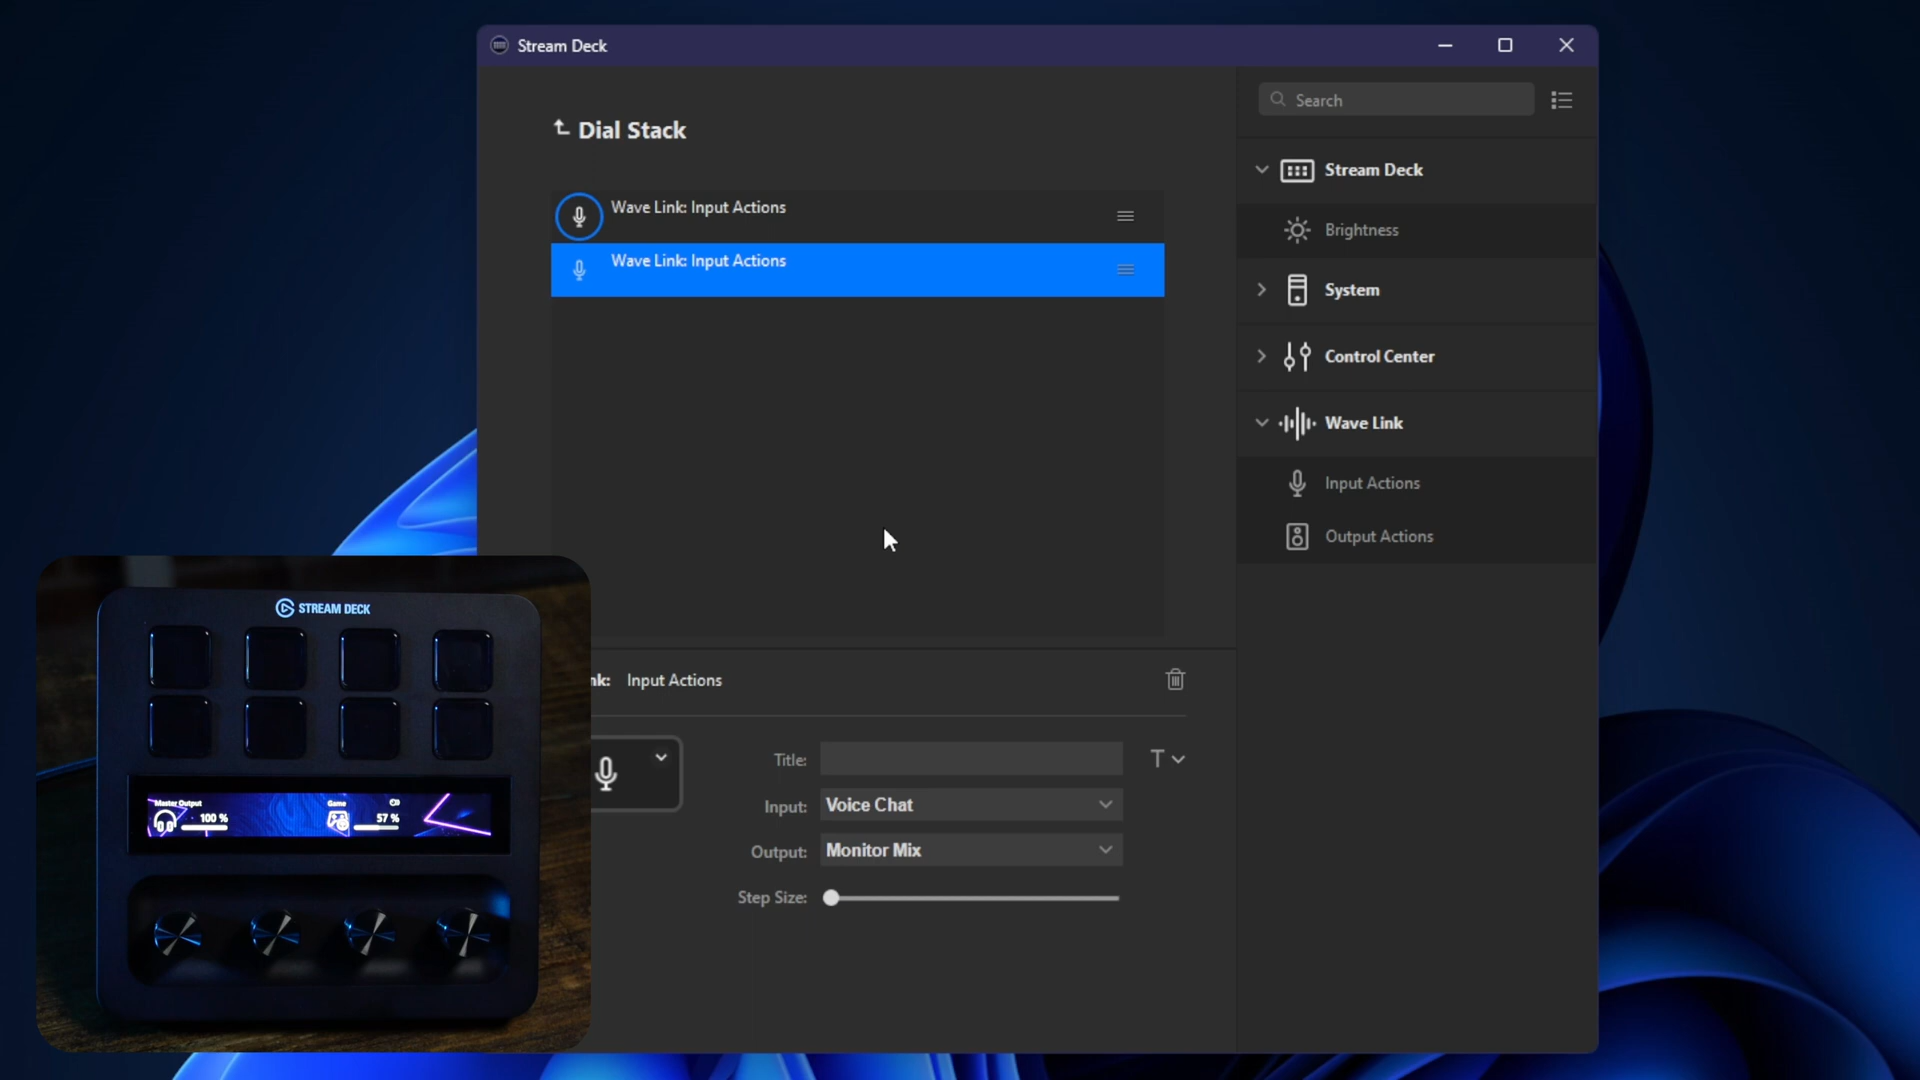 Stream Deck
Search
Dial Stack
Stream Deck
Wave Link: Input Actions
Brightness
Wave Link: Input Actions
System
Control Center
Wave Link
Input Actions
Output Actions
STREAM DECK
nk: Input Actions
Title:
T
Input: Voice Chat
Master Output
100 %
Game
57 %
Output: Monitor Mix
Step Size: